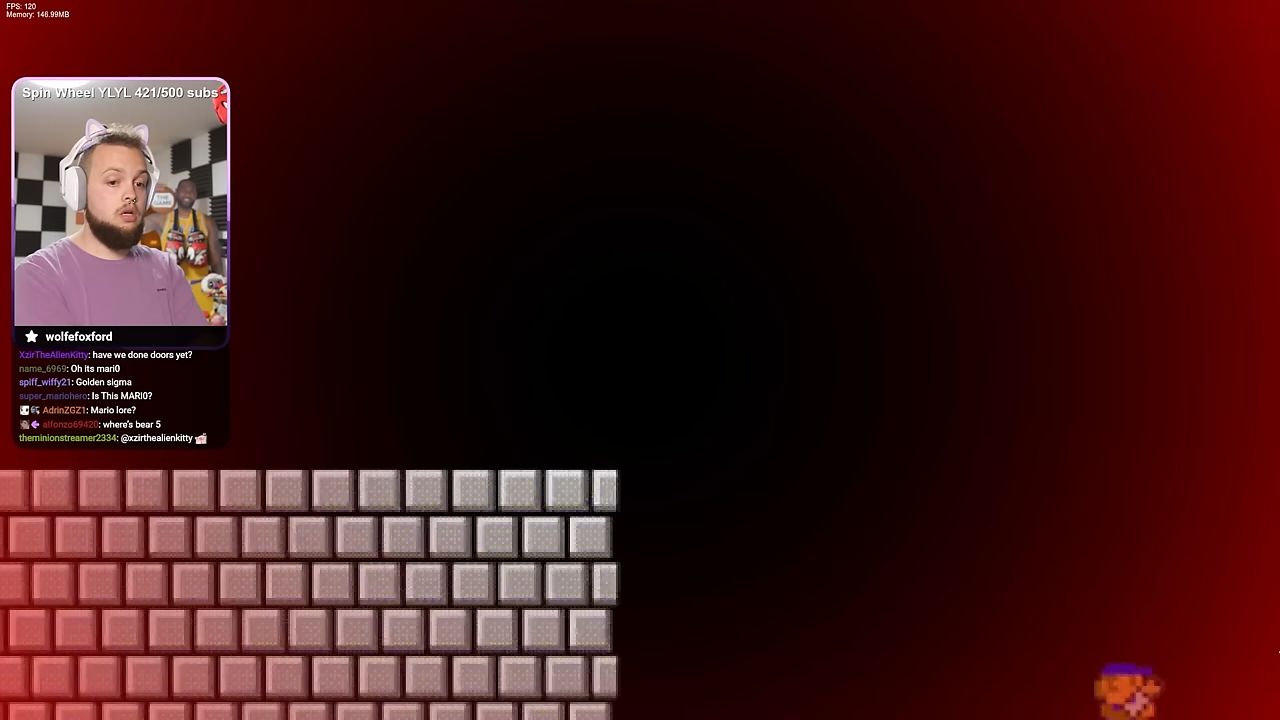 FPS: 120
Memory: 146.99MB
Spin Wheel YLYL 421/500 subs
THE GAME
wolfefoxford
XzirTheAlienKitty: have we done doors yet?
name_6969: Oh its mari0
spiff_wiffy21: Golden sigma
super_mariohero: Is This MARI0?
AdrinZGZ1: Mario lore?
alfonzo69420: where's bear 5
theminionstreamer2334: @xzirthealienkitty